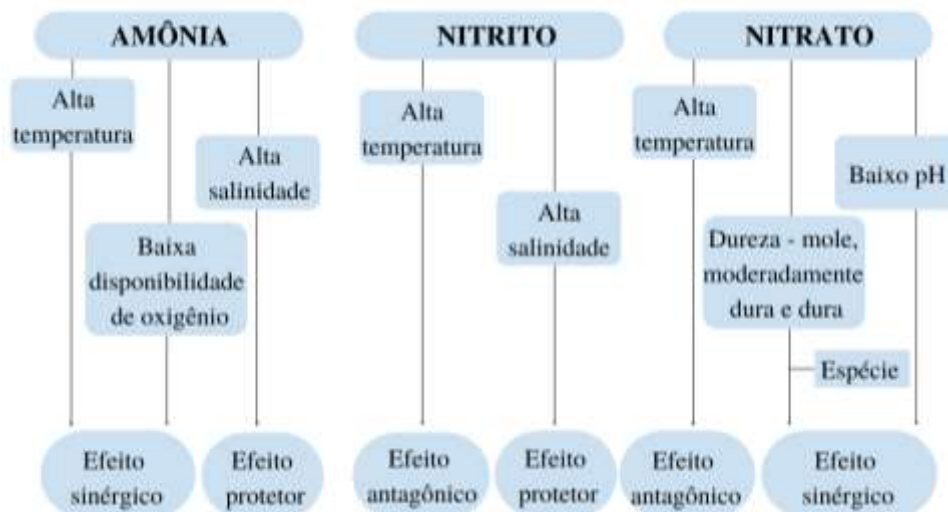 AMÔNIA
Alta
temperatura
Alta
salinidade
Baixa
disponibilidade
de oxigênio
Efeito
sinérgico
Efeito
protetor
NITRITO
Alta
temperatura
Alta
salinidade
Efeito
antagônico
Efeito
protetor
NITRATO
Alta
temperatura
Baixo pH
Dureza - mole,
moderadamente
dura e dura
Espécie
Efeito
antagônico
Efeito
sinérgico